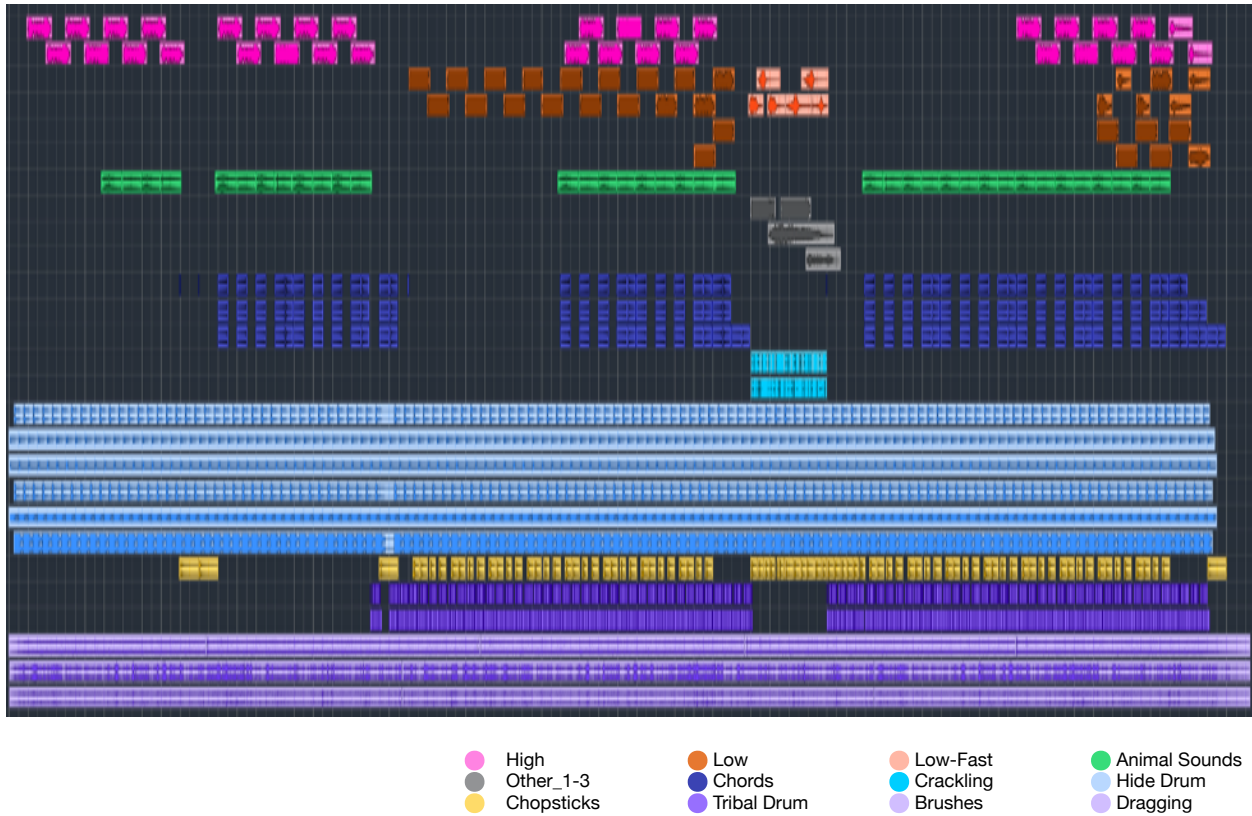 High Low Low-Fast Animal Sounds
Other_1-3 Chords Crackling Hide Drum
Chopsticks Tribal Drum Brushes Dragging